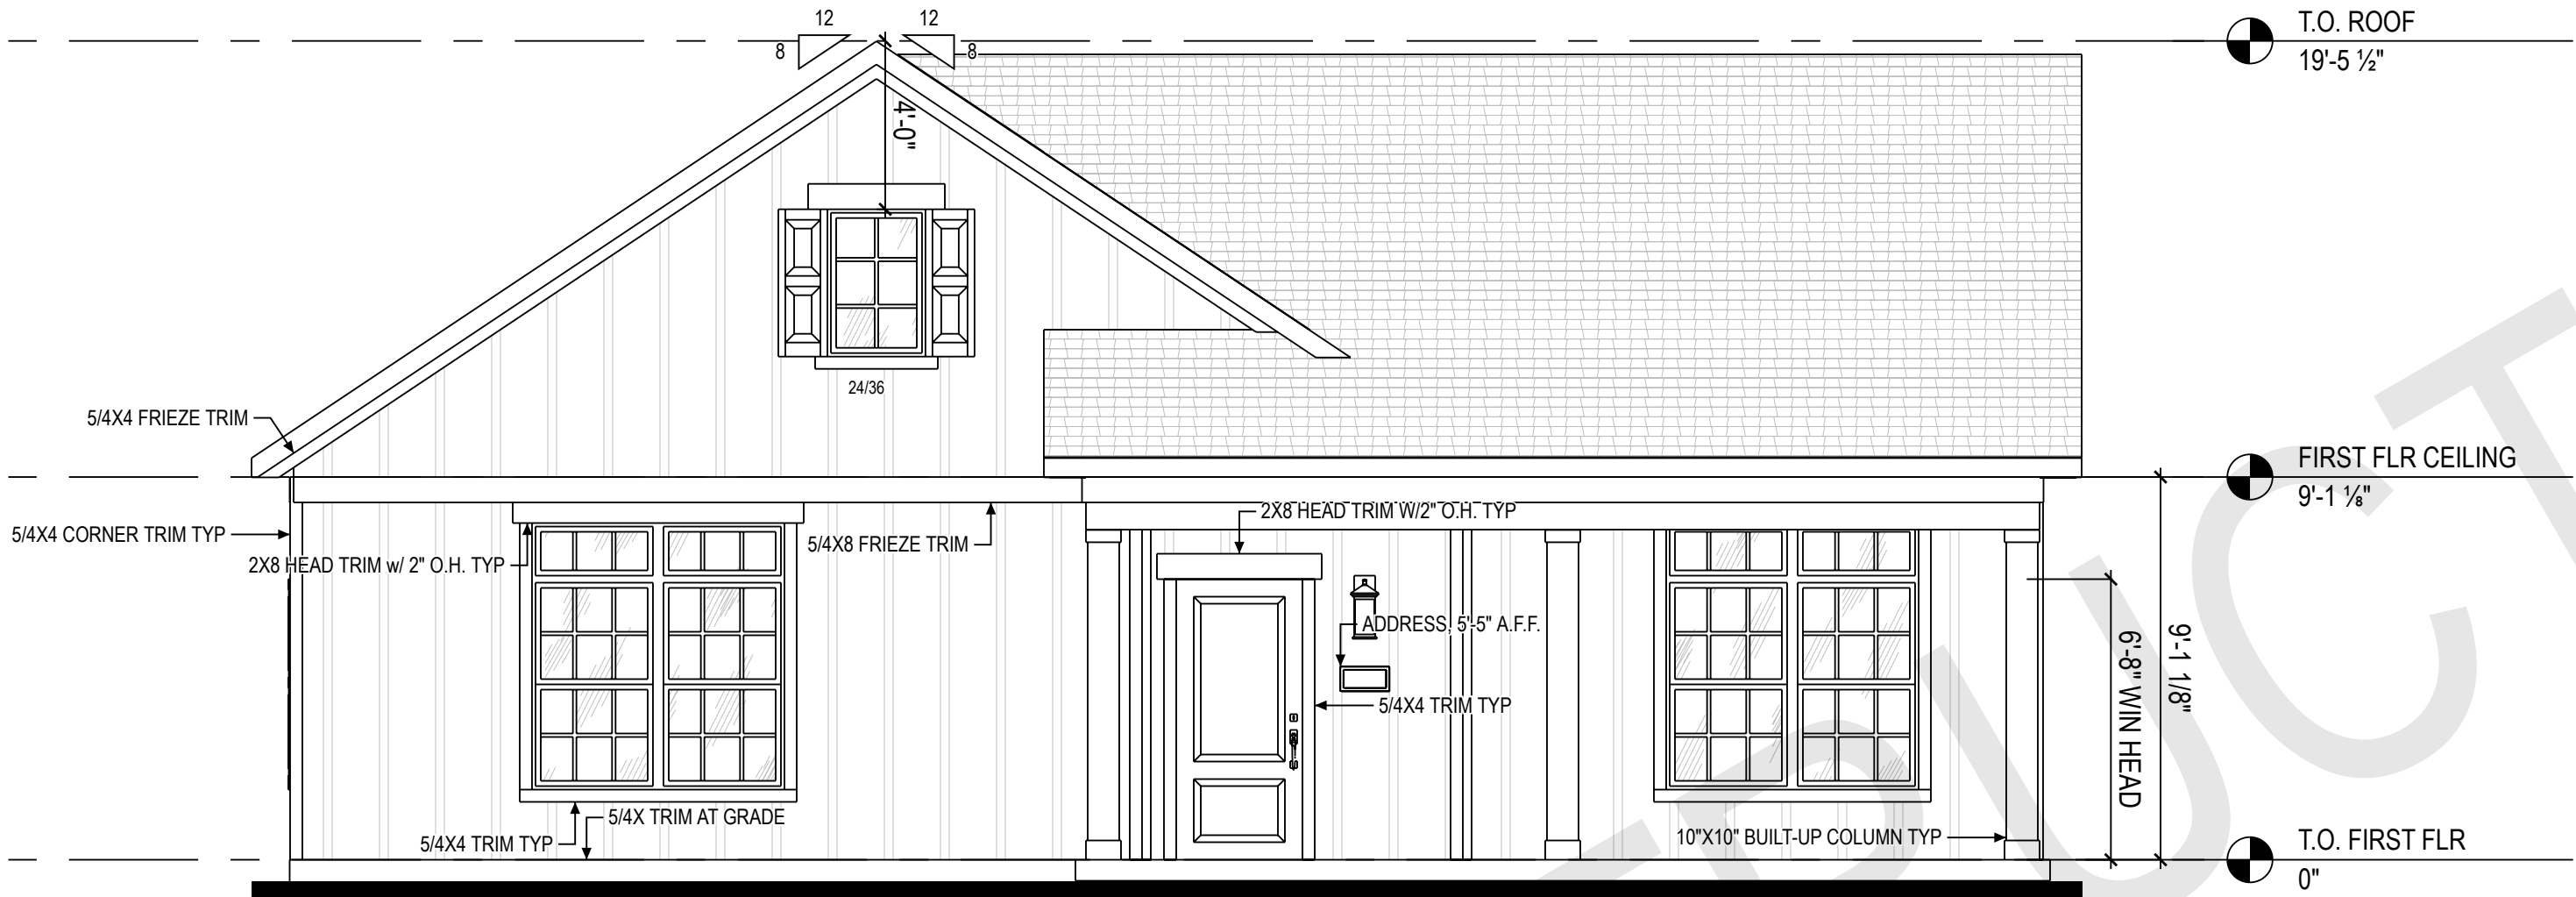 12
12
8
8
T.O. ROOF
19'-5 ½"
4'-0"
24/36
5/4X4 FRIEZE TRIM
FIRST FLR CEILING
9'-1 ⅛"
5/4X4 CORNER TRIM TYP
2X8 HEAD TRIM w/ 2" O.H. TYP
5/4X8 FRIEZE TRIM
2X8 HEAD TRIM W/2" O.H. TYP
ADDRESS, 5'-5" A.F.F.
5/4X4 TRIM TYP
6'-8" WIN HEAD
9'-1 1/8"
5/4X TRIM AT GRADE
5/4X4 TRIM TYP
10"X10" BUILT-UP COLUMN TYP
T.O. FIRST FLR
0"